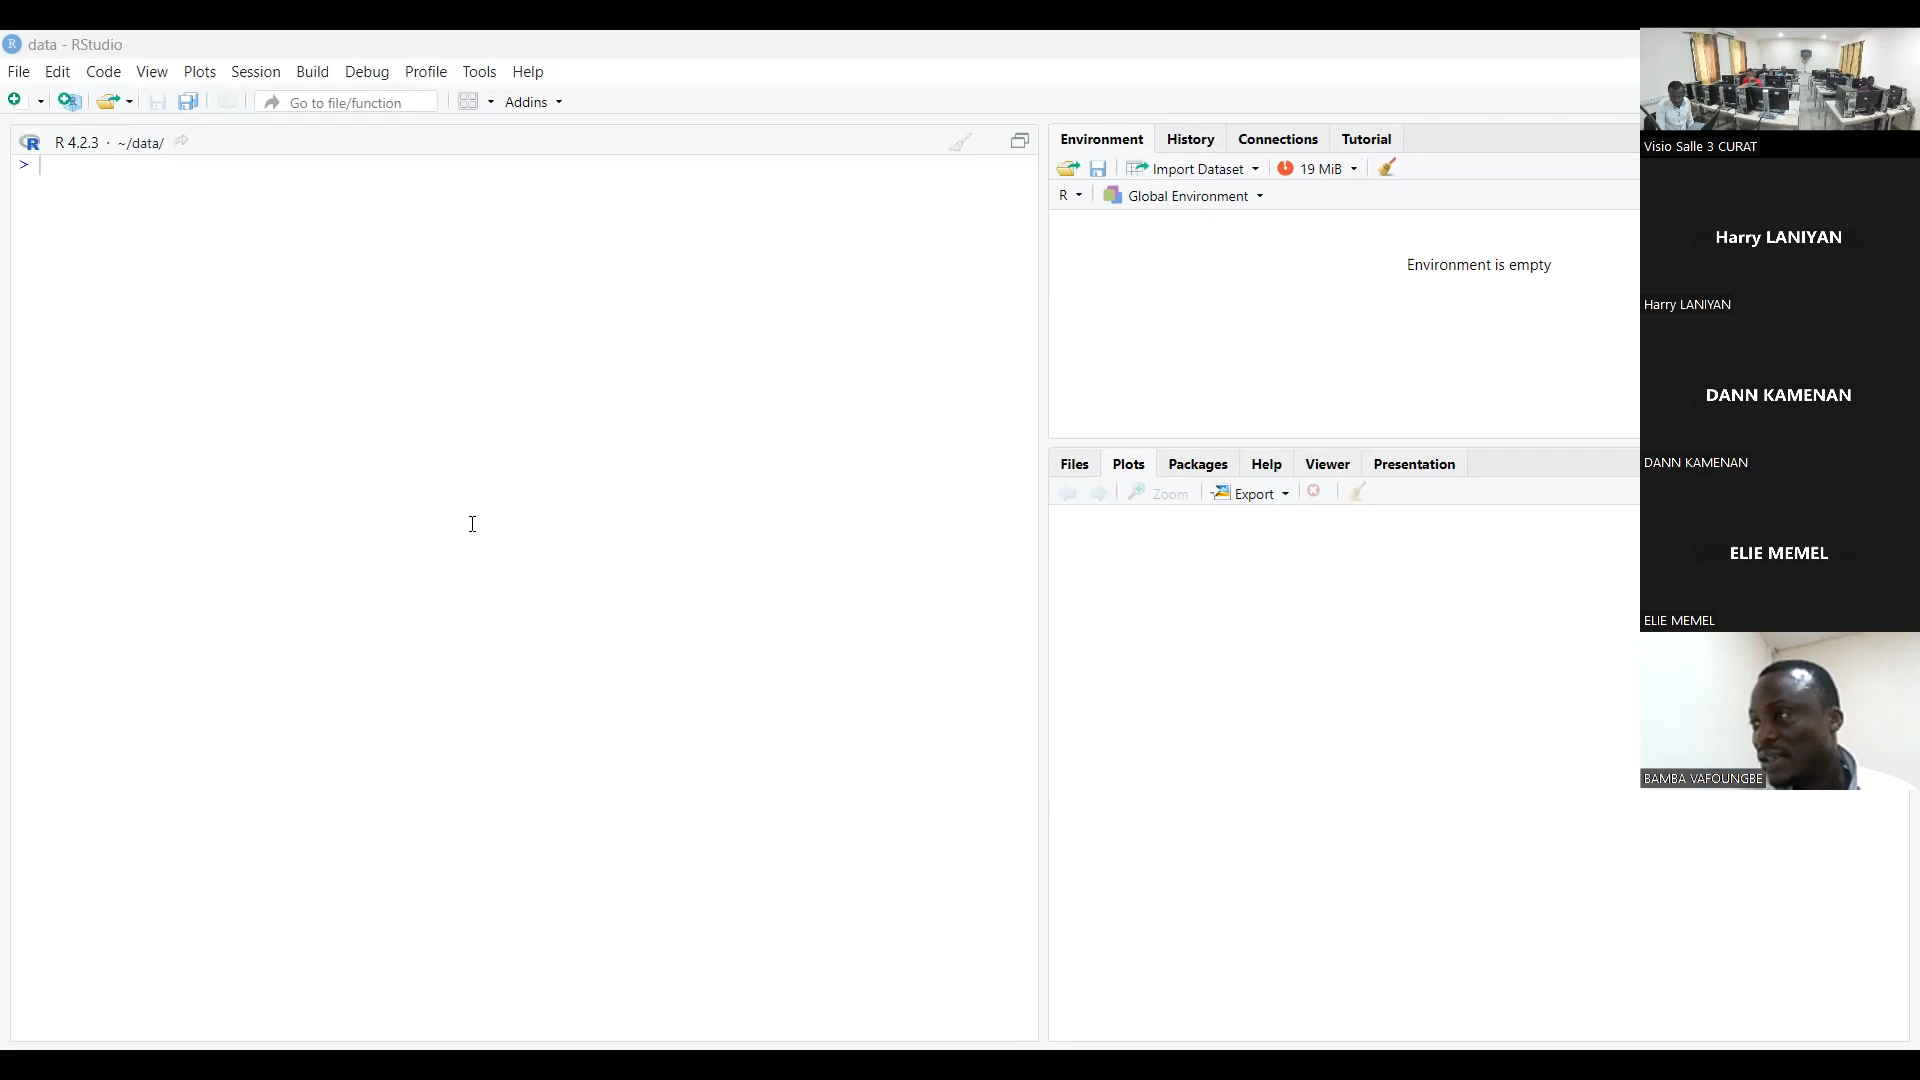 data - RStudio
File Edit Code View Plots Session Build Debug Profile Tools Help
Go to file/function Addins
R 4.2.3 · ~/data/
>
Environment History Connections Tutorial
Import Dataset 19 MiB
R Global Environment
Environment is empty
Files Plots Packages Help Viewer Presentation
Zoom Export
Visio Salle 3 CURAT
Harry LANIYAN
Harry LANIYAN
DANN KAMENAN
DANN KAMENAN
ELIE MEMEL
ELIE MEMEL
BAMBA VAFOUNGBE